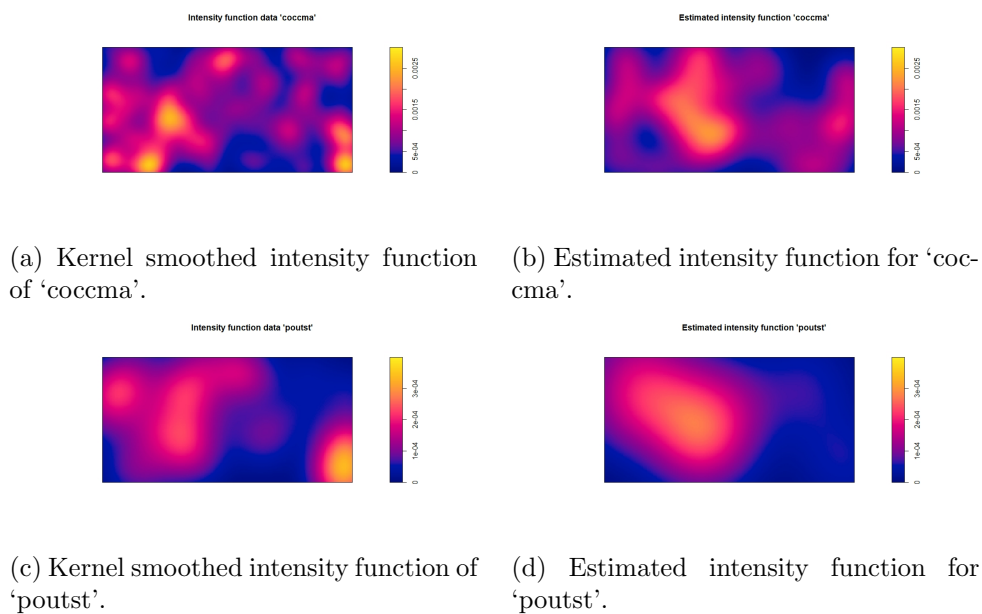 Intensity function data 'coccma'
Estimated intensity function 'coccma'
0 5e-04 0.0015 0.0025
0 5e-04 0.0015 0.0025
(a) Kernel smoothed intensity function
of ‘coccma’.
(b) Estimated intensity function for ‘coc-
cma’.
Intensity function data 'poutst'
Estimated intensity function 'poutst'
0 1e-04 2e-04 3e-04
0 1e-04 2e-04 3e-04
(c) Kernel smoothed intensity function of
‘poutst’.
(d) Estimated intensity function for
‘poutst’.